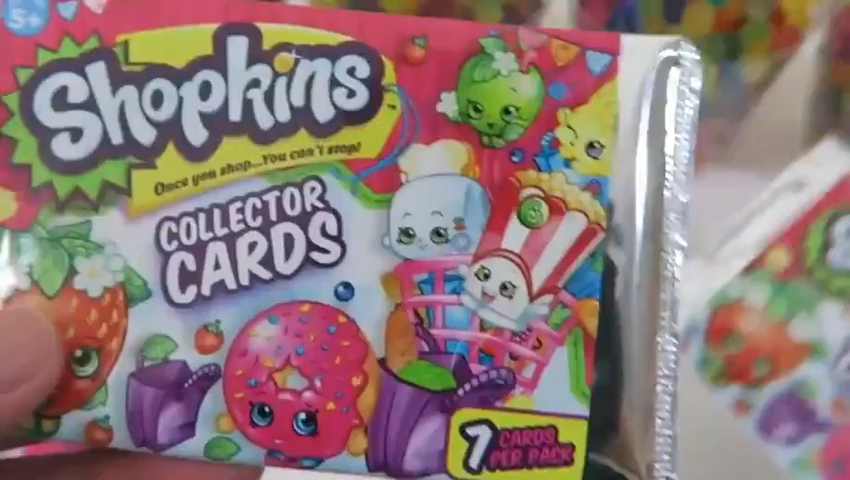 5+
Shopkins
Once you shop...You can't stop!
COLLECTOR
CARDS
7 CARDS
PER PACK